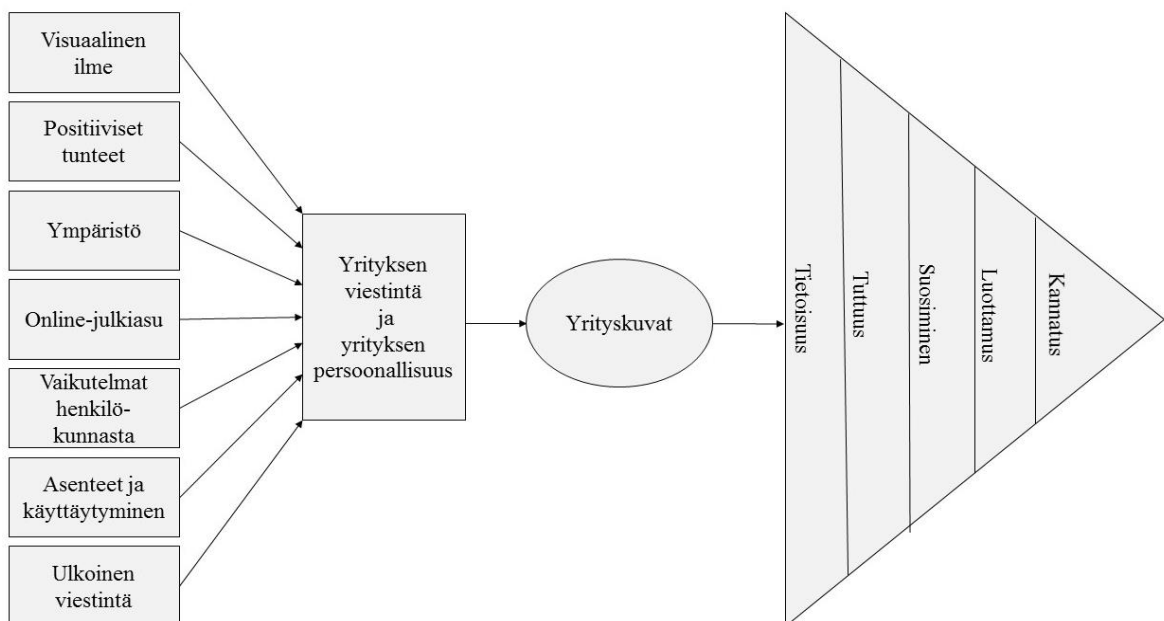 Visuaalinen
ilme
Positiiviset
tunteet
Ympäristö
Online-julkiasu
Vaikutelmat
henkilö-
kunnasta
Asenteet ja
käyttäytyminen
Ulkoinen
viestintä
Yrityksen
viestintä
ja
yrityksen
persoonallisuus
Yrityskuvat
Tietoisuus
Tuttuus
Suosiminen
Luottamus
Kannatus